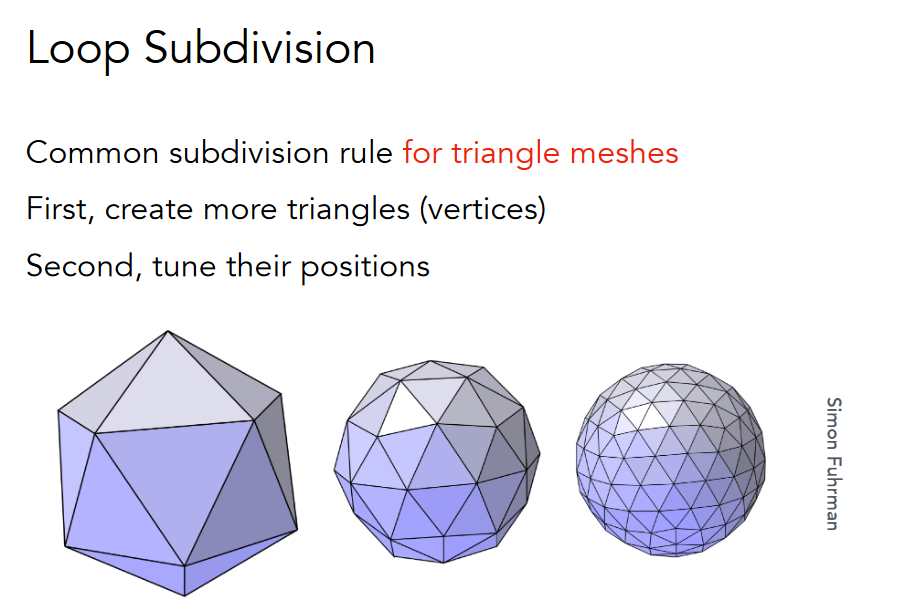 Loop Subdivision
Common subdivision rule for triangle meshes
First, create more triangles (vertices)
Second, tune their positions
Simon Fuhrman